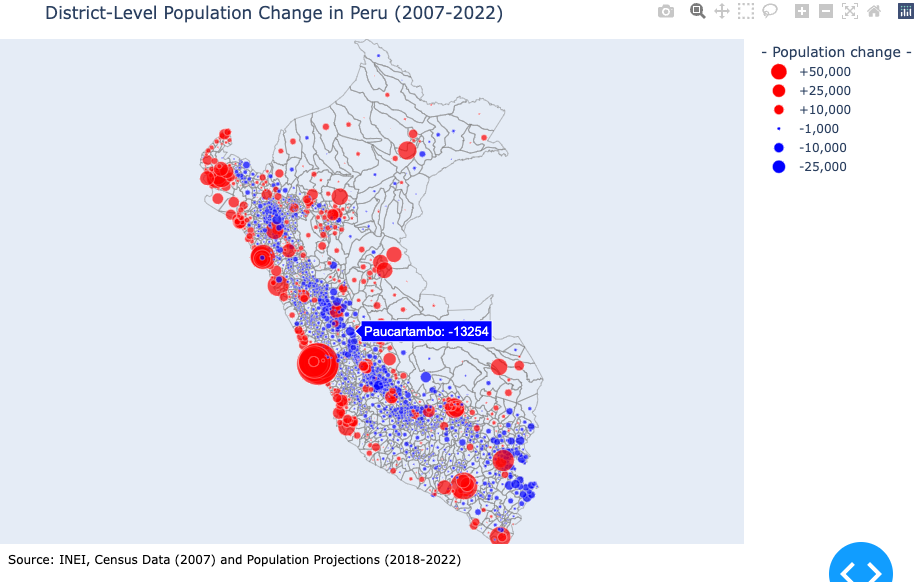 District-Level Population Change in Peru (2007-2022)
- Population change -
+50,000
+25,000
+10,000
-1,000
-10,000
-25,000
Paucartambo: -13254
Source: INEI, Census Data (2007) and Population Projections (2018-2022)